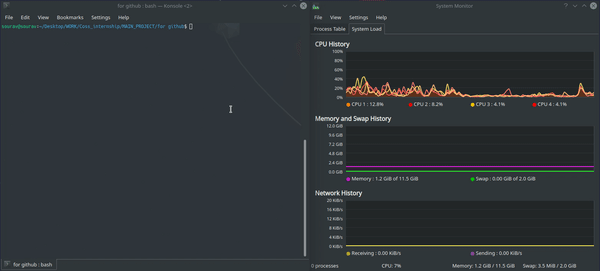 for github : bash — Konsole <2>
File Edit View Bookmarks Settings Help
sourav@sourav:~/Desktop/WORK/Coss_internship/MAIN_PROJECT/for github$
for github : bash
System Monitor
File View Settings Help
Process Table System Load
CPU History
100%
80%
60%
40%
20%
0%
CPU 1 : 12.8% CPU 2 : 8.2% CPU 3 : 4.1% CPU 4 : 4.1%
Memory and Swap History
12.0 GiB
9.6 GiB
7.2 GiB
4.8 GiB
2.4 GiB
0.0 GiB
Memory : 1.2 GiB of 11.5 GiB Swap : 0.00 GiB of 2.0 GiB
Network History
20 KiB/s
16 KiB/s
12 KiB/s
8 KiB/s
4 KiB/s
0 KiB/s
Receiving : 0.00 KiB/s Sending : 0.00 KiB/s
0 processes CPU: 7% Memory: 1.2 GiB / 11.5 GiB Swap: 3.5 MiB / 2.0 GiB